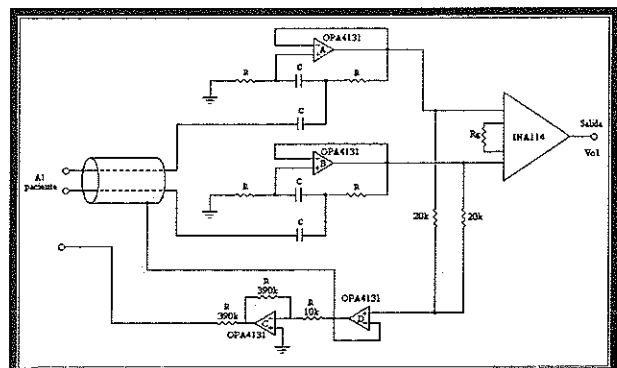 OPA4131
A
R
C
R
C
OPA4131
B
R
C
R
C
Al
paciente
Rg
INA114
Salida
Vo1
20k
20k
R
390k
R
390k
R
10k
OPA4131
D
C
OPA4131